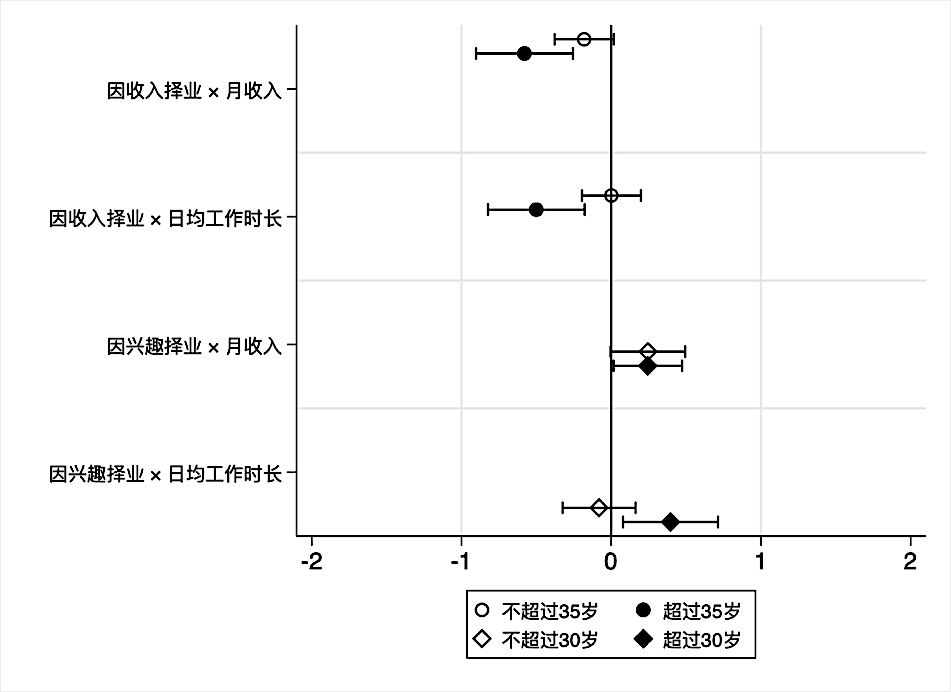 因收入择业 × 月收入
因收入择业 × 日均工作时长
因兴趣择业 × 月收入
因兴趣择业 × 日均工作时长
-2 -1 0 1 2
不超过35岁 超过35岁
不超过30岁 超过30岁